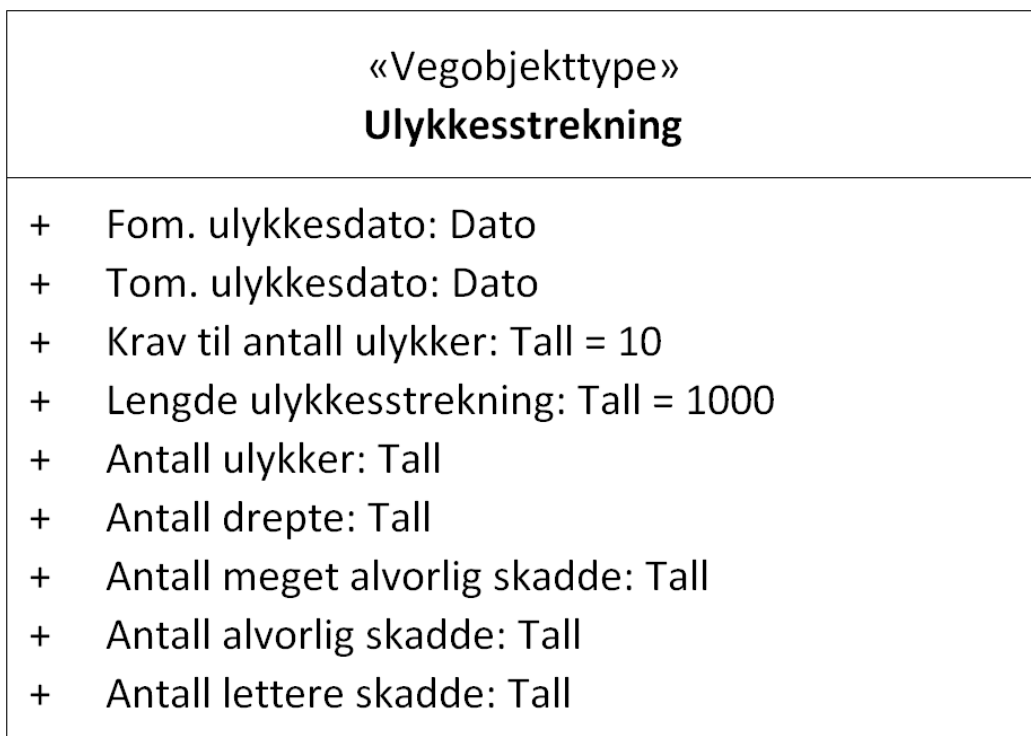 «Vegobjekttype»
Ulykkesstrekning
+ Fom. ulykkesdato: Dato
+ Tom. ulykkesdato: Dato
+ Krav til antall ulykker: Tall = 10
+ Lengde ulykkesstrekning: Tall = 1000
+ Antall ulykker: Tall
+ Antall drepte: Tall
+ Antall meget alvorlig skadde: Tall
+ Antall alvorlig skadde: Tall
+ Antall lettere skadde: Tall